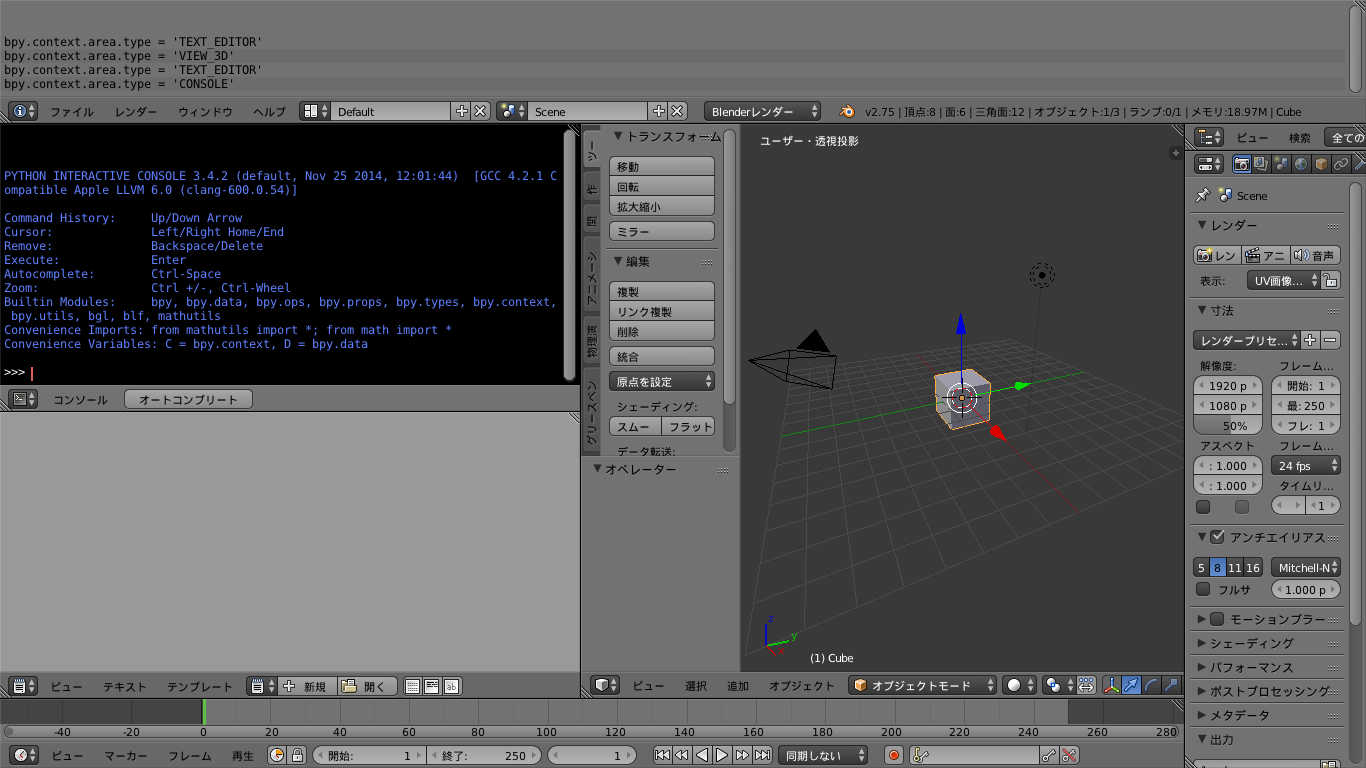 bpy.context.area.type = 'TEXT_EDITOR'
bpy.context.area.type = 'VIEW_3D'
bpy.context.area.type = 'TEXT_EDITOR'
bpy.context.area.type = 'CONSOLE'
ファイル レンダー ウィンドウ ヘルプ Default Scene Blenderレンダー v2.75 | 頂点:8 | 面:6 | 三角面:12 | オブジェクト:1/3 | ランプ:0/1 | メモリ:18.97M | Cube
PYTHON INTERACTIVE CONSOLE 3.4.2 (default, Nov 25 2014, 12:01:44)  [GCC 4.2.1 C
ompatible Apple LLVM 6.0 (clang-600.0.54)]
Command History:     Up/Down Arrow
Cursor:              Left/Right Home/End
Remove:              Backspace/Delete
Execute:             Enter
Autocomplete:        Ctrl-Space
Zoom:                Ctrl +/-, Ctrl-Wheel
Builtin Modules:     bpy, bpy.data, bpy.ops, bpy.props, bpy.types, bpy.context,
bpy.utils, bgl, blf, mathutils
Convenience Imports: from mathutils import *; from math import *
Convenience Variables: C = bpy.context, D = bpy.data
>>>
コンソール オートコンプリート
ビュー テキスト テンプレート 新規 開く
ツー
作
関
アニメーシ
物理演
グリースペン
トランスフォーム
移動
回転
拡大縮小
ミラー
編集
複製
リンク複製
削除
統合
原点を設定
シェーディング:
スムー フラット
データ転送:
オペレーター
ユーザー・透視投影
z
y
x
(1) Cube
ビュー 選択 追加 オブジェクト オブジェクトモード
ビュー 検索 全ての
Scene
レンダー
レン アニ 音声
表示: UV画像...
寸法
レンダープリセ...
解像度: フレーム...
1920 p 開始: 1
1080 p 最: 250
50% フレ: 1
アスペクト フレーム...
: 1.000 24 fps
: 1.000 タイムリ...
1
アンチエイリアス
5 8 11 16 Mitchell-N
フルサ 1.000 p
モーションブラー
シェーディング
パフォーマンス
ポストプロセッシング
メタデータ
出力
-40 -20 0 20 40 60 80 100 120 140 160 180 200 220 240 260 280
ビュー マーカー フレーム 再生 開始: 1 終了: 250 1 同期しない